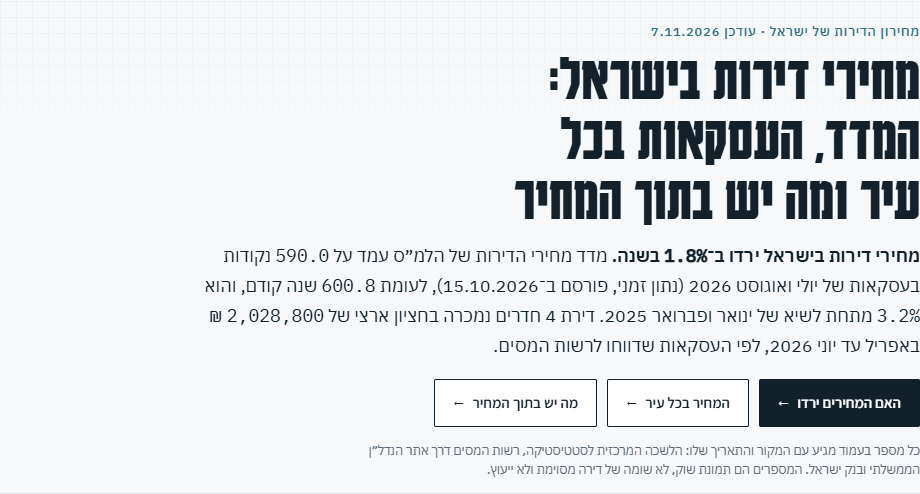 מחירון הדירות של ישראל · עודכן 7.11.2026
מחירי דירות בישראל:
המדד, העסקאות בכל
עיר ומה יש בתוך המחיר
מחירי דירות בישראל ירדו ב־1.8% בשנה. מדד מחירי הדירות של הלמ״ס עמד על 590.0 נקודות
בעסקאות של יולי ואוגוסט 2026 (נתון זמני, פורסם ב־15.10.2026), לעומת 600.8 שנה קודם, והוא
3.2% מתחת לשיא של ינואר ופברואר 2025. דירת 4 חדרים נמכרה בחציון ארצי של 2,028,800 ₪
באפריל עד יוני 2026, לפי העסקאות שדווחו לרשות המסים.
האם המחירים ירדו ← המחיר בכל עיר ← מה יש בתוך המחיר ←
כל מספר בעמוד מגיע עם המקור והתאריך שלו: הלשכה המרכזית לסטטיסטיקה, רשות המסים דרך אתר הנדל״ן
הממשלתי ובנק ישראל. המספרים הם תמונת שוק, לא שומה של דירה מסוימת ולא ייעוץ.